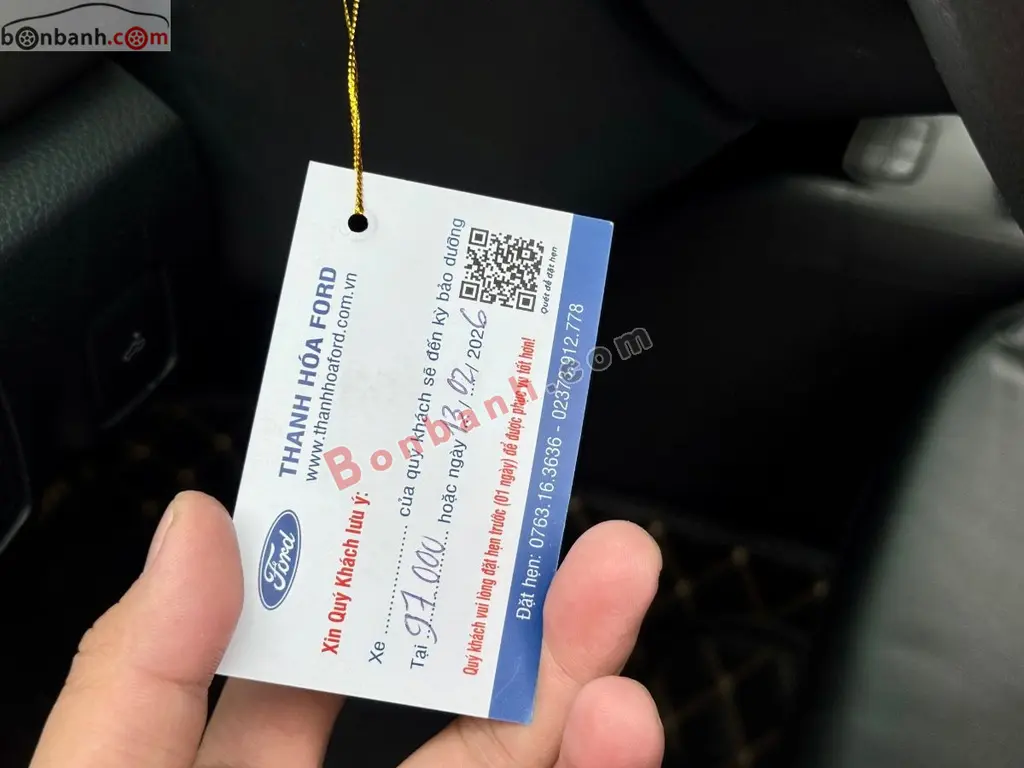 bonbanh.com
THANH HÓA FORD
www.thanhhoaford.com.vn
Ford
Xin Quý Khách lưu ý:
Xe .................... của quý khách sẽ đến kỳ bảo dưỡng
Tại 97.000 hoặc ngày 13/02/2026
Quét để đặt hẹn
Quý khách vui lòng đặt hẹn trước (01 ngày) để được phục vụ tốt hơn!
Đặt hẹn: 0763.16.3636 - 02373.912.778
Bonbanh.com